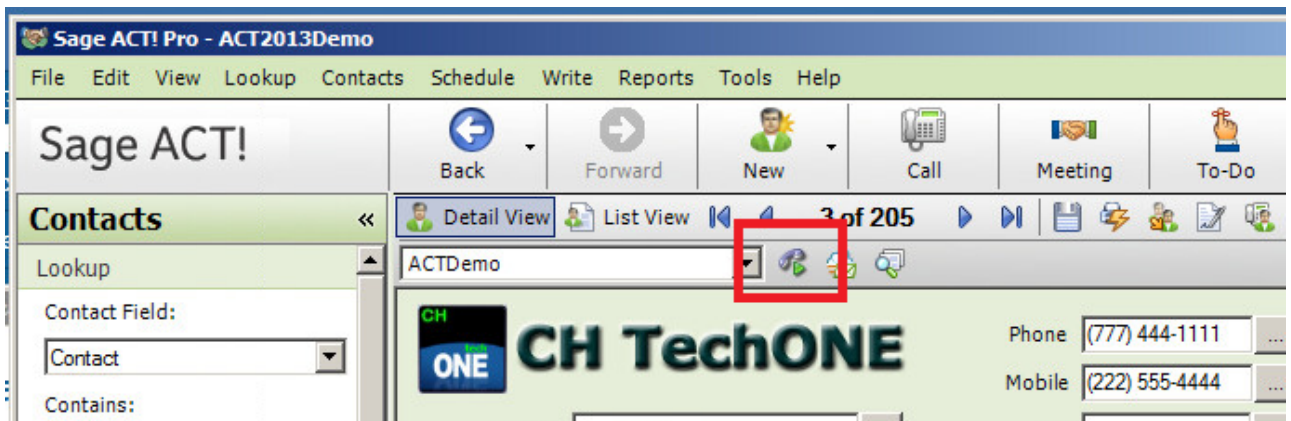 Sage ACT! Pro - ACT2013Demo
File Edit View Lookup Contacts Schedule Write Reports Tools Help
Sage ACT!
Back Forward New Call Meeting To-Do
Contacts «
Detail View List View 3 of 205
Lookup
ACTDemo
Contact Field:
Contact
Contains:
CH
tech
ONE
CH TechONE
Phone (777) 444-1111 ...
Mobile (222) 555-4444 ...